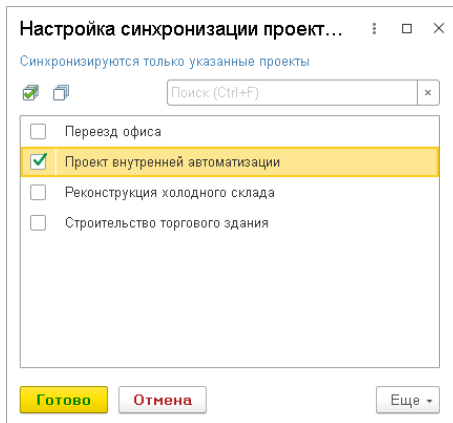 Настройка синхронизации проект...
Синхронизируются только указанные проекты
Поиск (Ctrl+F)
×
Переезд офиса
Проект внутренней автоматизации
Реконструкция холодного склада
Строительство торгового здания
Готово Отмена Еще